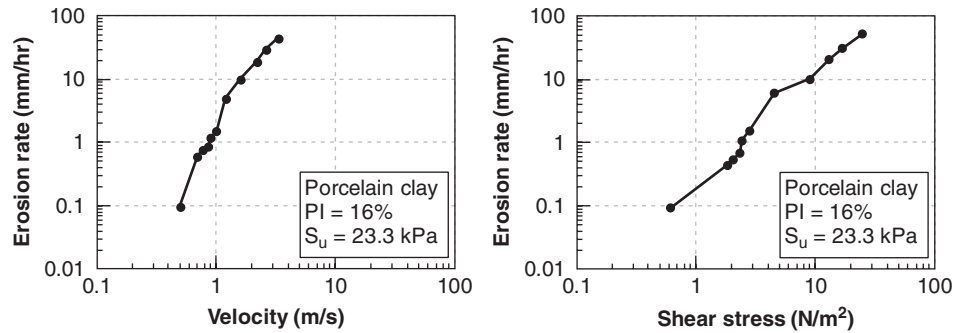 Erosion rate (mm/hr)
100
10
1
0.1
0.01
0.1
1
10
100
Velocity (m/s)
Porcelain clay
PI = 16%
S_u = 23.3 kPa
Erosion rate (mm/hr)
100
10
1
0.1
0.01
0.1
1
10
100
Shear stress (N/m²)
Porcelain clay
PI = 16%
S_u = 23.3 kPa